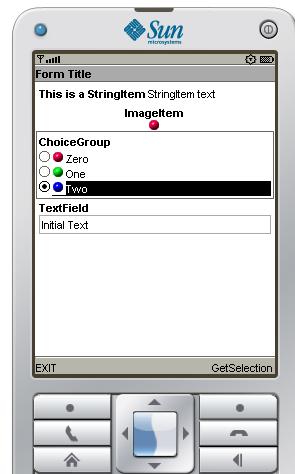 Sun
microsystems
Form Title
This is a StringItem StringItem text
ImageItem
ChoiceGroup
Zero
One
Two
TextField
Initial Text
EXIT GetSelection